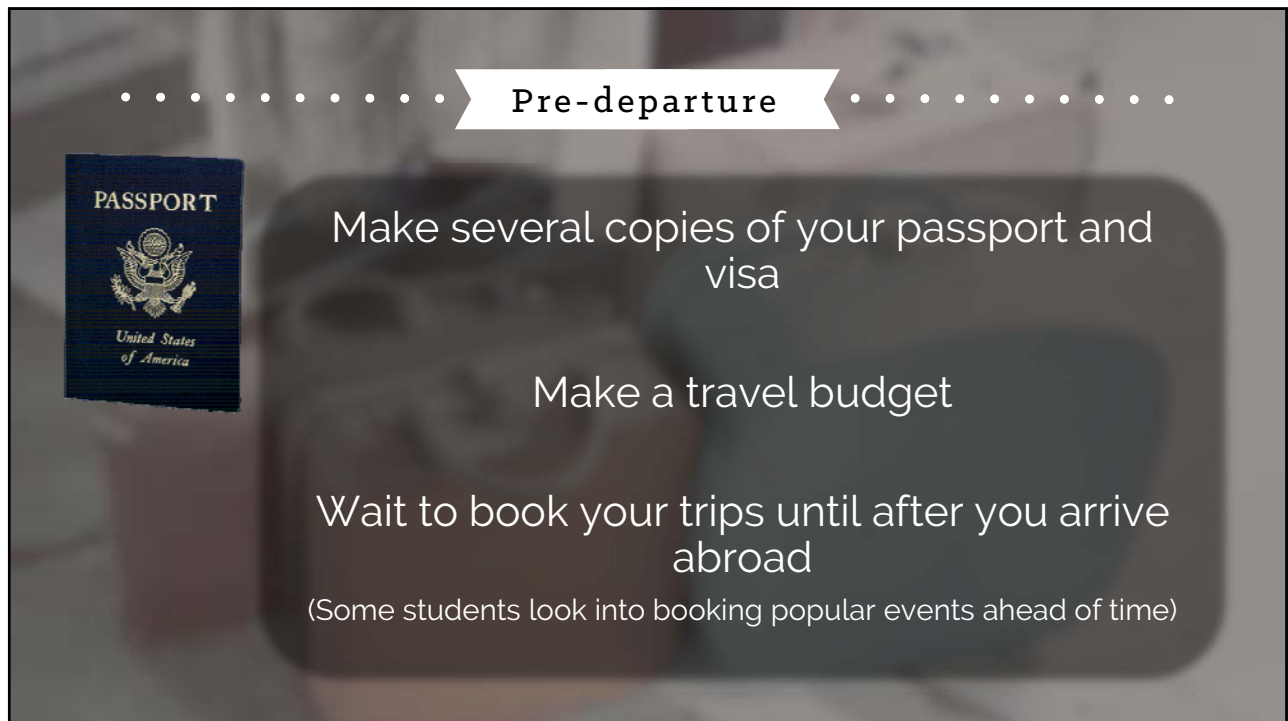 Pre-departure
PASSPORT
United States
of America
Make several copies of your passport and
visa
Make a travel budget
Wait to book your trips until after you arrive
abroad
(Some students look into booking popular events ahead of time)